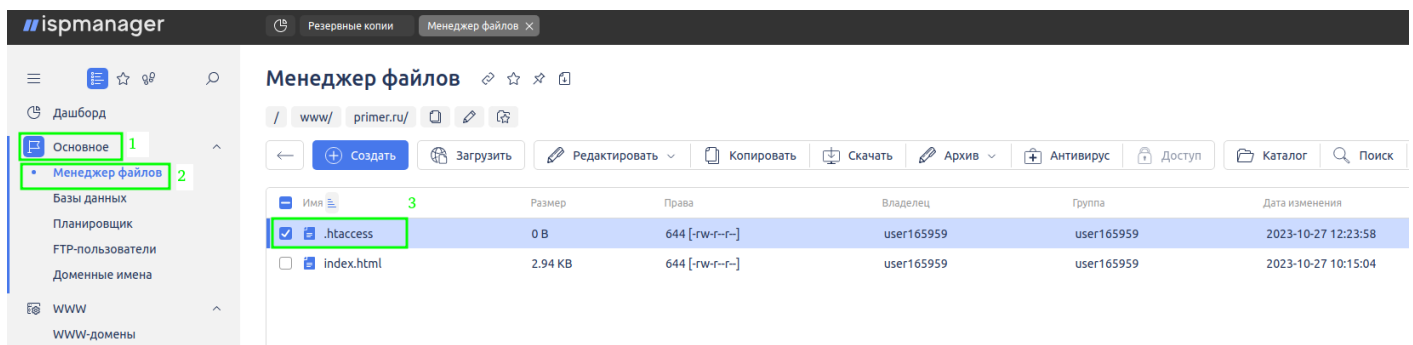 ispmanager Резервные копии Менеджер файлов
Менеджер файлов
Дашборд
/ www/ primer.ru/
Основное 1
Создать Загрузить Редактировать Копировать Скачать Архив Антивирус Доступ Каталог Поиск
Менеджер файлов 2
Базы данных
Имя 3 Размер Права Владелец Группа Дата изменения
Планировщик
.htaccess 0 B 644 [-rw-r--r--] user165959 user165959 2023-10-27 12:23:58
FTP-пользователи
index.html 2.94 KB 644 [-rw-r--r--] user165959 user165959 2023-10-27 10:15:04
Доменные имена
WWW
WWW-домены